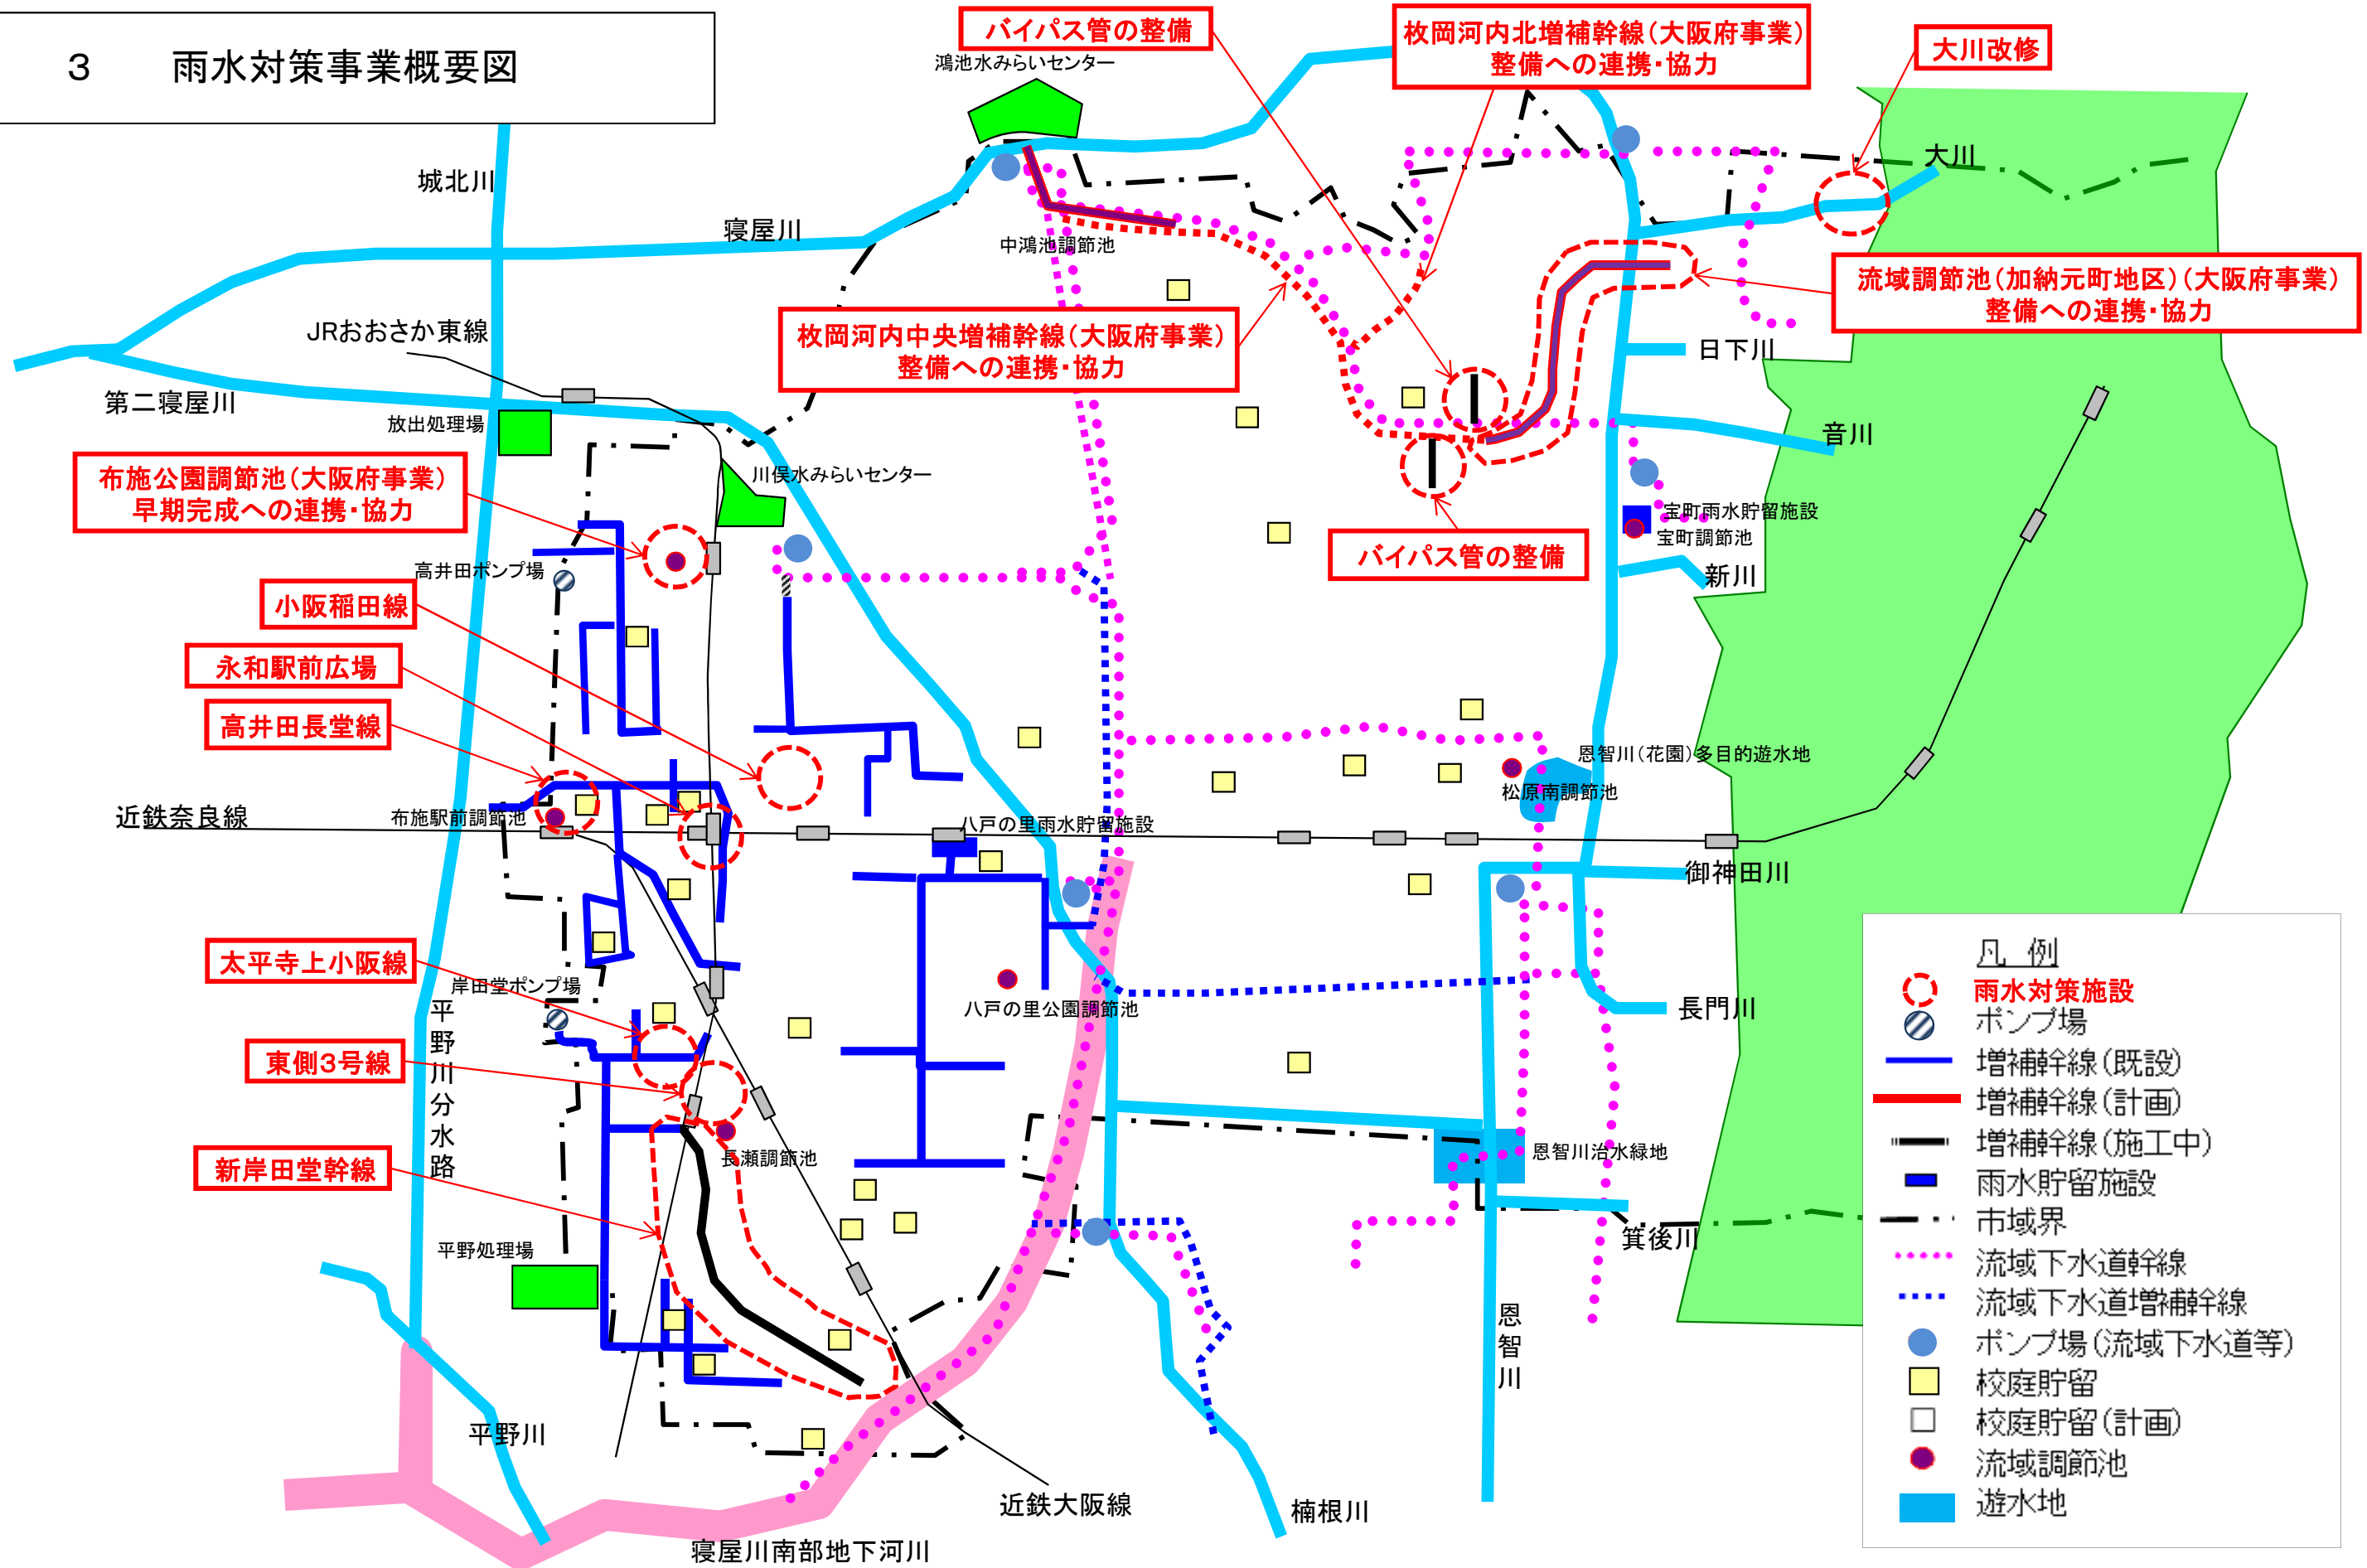 ３　雨水対策事業概要図
バイパス管の整備
枚岡河内北増補幹線(大阪府事業)
整備への連携・協力
大川改修
鴻池水みらいセンター
大川
城北川
寝屋川
中鴻池調節池
流域調節池(加納元町地区)(大阪府事業)
整備への連携・協力
JRおおさか東線
枚岡河内中央増補幹線(大阪府事業)
整備への連携・協力
日下川
第二寝屋川
放出処理場
音川
川俣水みらいセンター
布施公園調節池(大阪府事業)
早期完成への連携・協力
宝町雨水貯留施設
宝町調節池
バイパス管の整備
高井田ポンプ場
新川
小阪稲田線
永和駅前広場
高井田長堂線
恩智川(花園)多目的遊水地
松原南調節池
近鉄奈良線
布施駅前調節池
八戸の里雨水貯留施設
御神田川
太平寺上小阪線
岸田堂ポンプ場
八戸の里公園調節池
長門川
平野川分水路
東側３号線
新岸田堂幹線
長瀬調節池
恩智川治水緑地
箕後川
平野処理場
恩智川
平野川
近鉄大阪線
楠根川
寝屋川南部地下河川
凡　例
雨水対策施設
ポンプ場
増補幹線(既設)
増補幹線(計画)
増補幹線(施工中)
雨水貯留施設
市域界
流域下水道幹線
流域下水道増補幹線
ポンプ場(流域下水道等)
校庭貯留
校庭貯留(計画)
流域調節池
遊水地